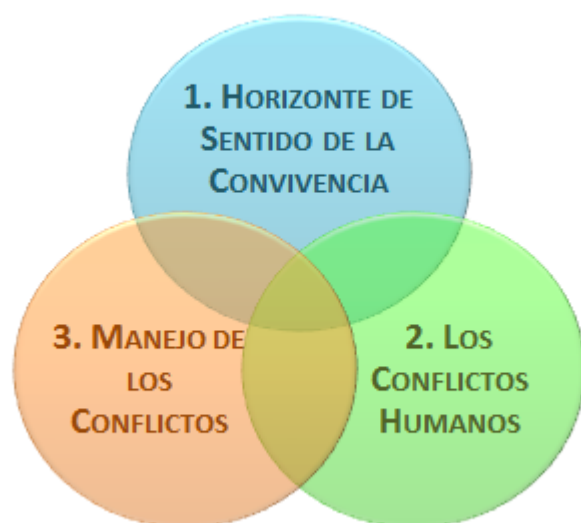 1. Horizonte de
Sentido de la
Convivencia
3. Manejo de
los
Conflictos
2. Los
Conflictos
Humanos